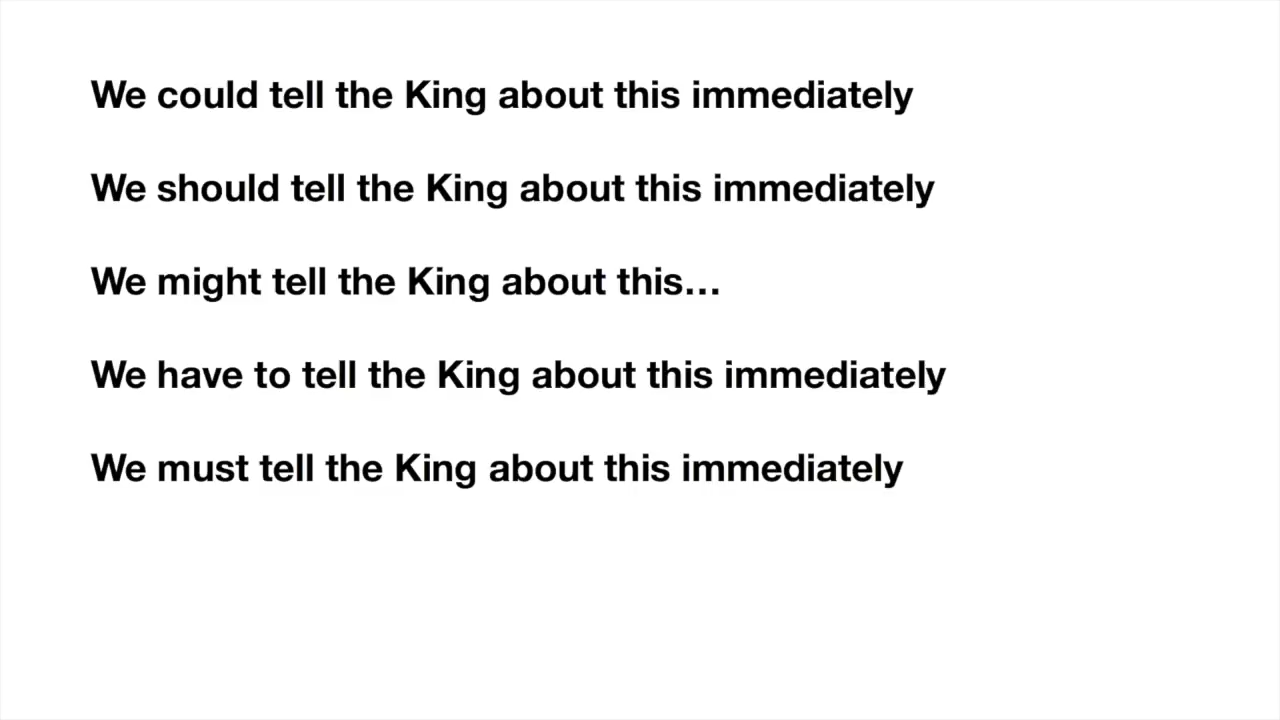 We could tell the King about this immediately
We should tell the King about this immediately
We might tell the King about this…
We have to tell the King about this immediately
We must tell the King about this immediately